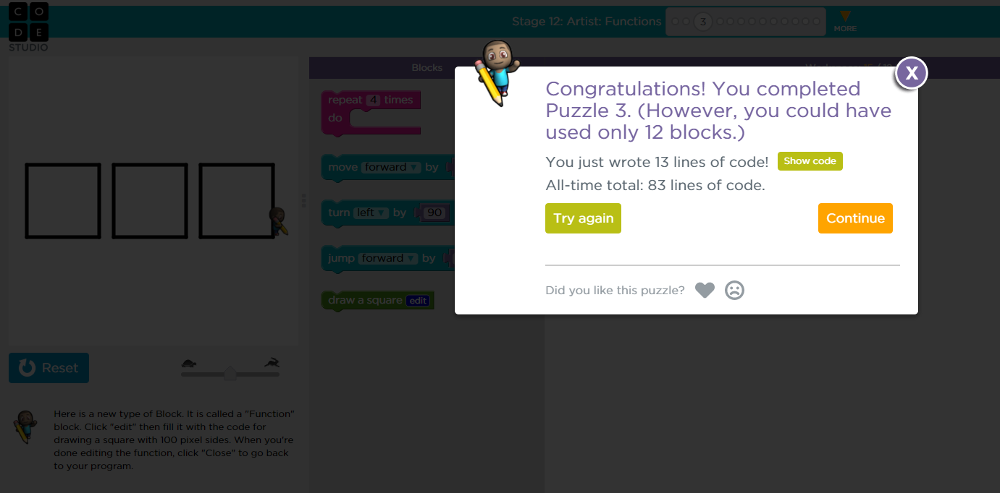 C O
D E
STUDIO
Stage 12: Artist: Functions
3
MORE
Blocks
repeat 4 times
do
move forward ▼ by
turn left ▼ by 90
jump forward ▼ by
draw a square edit
X
Congratulations! You completed
Puzzle 3. (However, you could have
used only 12 blocks.)
You just wrote 13 lines of code! Show code
All-time total: 83 lines of code.
Try again
Continue
Did you like this puzzle?
Reset
Here is a new type of Block. It is called a "Function"
block. Click "edit" then fill it with the code for
drawing a square with 100 pixel sides. When you're
done editing the function, click "Close" to go back
to your program.